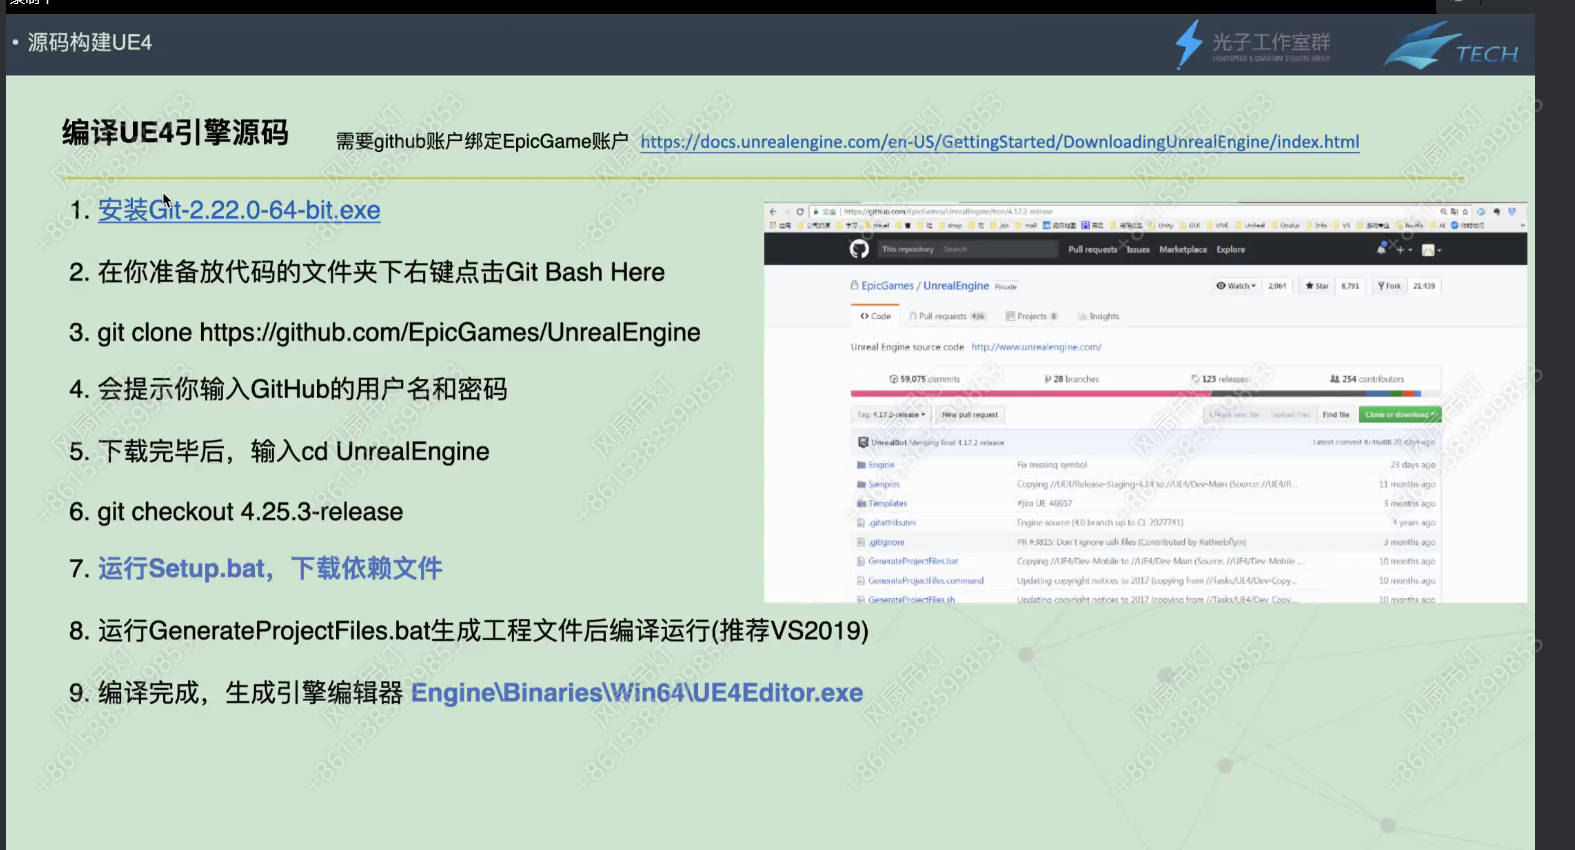 源码构建UE4
光子工作室群
LIGHTSPEED & QUANTUM STUDIOS GROUP
TECH
编译UE4引擎源码
需要github账户绑定EpicGame账户 https://docs.unrealengine.com/en-US/GettingStarted/DownloadingUnrealEngine/index.html
1. 安装Git-2.22.0-64-bit.exe
2. 在你准备放代码的文件夹下右键点击Git Bash Here
3. git clone https://github.com/EpicGames/UnrealEngine
4. 会提示你输入GitHub的用户名和密码
5. 下载完毕后，输入cd UnrealEngine
6. git checkout 4.25.3-release
7. 运行Setup.bat，下载依赖文件
8. 运行GenerateProjectFiles.bat生成工程文件后编译运行(推荐VS2019)
9. 编译完成，生成引擎编辑器 Engine\Binaries\Win64\UE4Editor.exe
https://github.com/EpicGames/UnrealEngine/tree/4.17.2-release
This repository Search Pull requests Issues Marketplace Explore
EpicGames / UnrealEngine Private
Watch 2,064 Star 8,791 Fork 21,439
Code Pull requests 436 Projects 0 Insights
Unreal Engine source code http://www.unrealengine.com/
59,075 commits 28 branches 123 releases 254 contributors
Tag: 4.17.2-release New pull request Create new file Upload files Find file Clone or download
UnrealBot Merging final 4.17.2 release Latest commit 20 days ago
Engine Fix missing symbol 23 days ago
Samples Copying //UE4/Release-Staging-4.14 to //UE4/Dev-Main (Source: //UE4/R... 11 months ago
Templates #jira UE-46657 3 months ago
.gitattributes Engine source (4.0 branch up to CL 2027741) 4 years ago
.gitignore PR #3815: Don't ignore ush files (Contributed by Ratherbflyin) 3 months ago
GenerateProjectFiles.bat Copying //UE4/Dev-Mobile to //UE4/Dev-Main (Source: //UE4/Dev-Mobile ... 10 months ago
GenerateProjectFiles.command Updating copyright notices to 2017 (copying from //Tasks/UE4/Dev-Copy... 10 months ago
GenerateProjectFiles.sh Updating copyright notices to 2017 (copying from //Tasks/UE4/Dev-Copy... 10 months ago